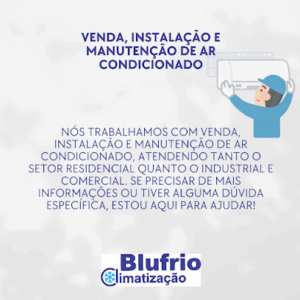 VENDA, INSTALAÇÃO E
MANUTENÇÃO DE AR
CONDICIONADO
NÓS TRABALHAMOS COM VENDA,
INSTALAÇÃO E MANUTENÇÃO DE AR
CONDICIONADO, ATENDENDO TANTO O
SETOR RESIDENCIAL QUANTO O INDUSTRIAL E
COMERCIAL. SE PRECISAR DE MAIS
INFORMAÇÕES OU TIVER ALGUMA DÚVIDA
ESPECÍFICA, ESTOU AQUI PARA AJUDAR!
Blufrio
Climatização